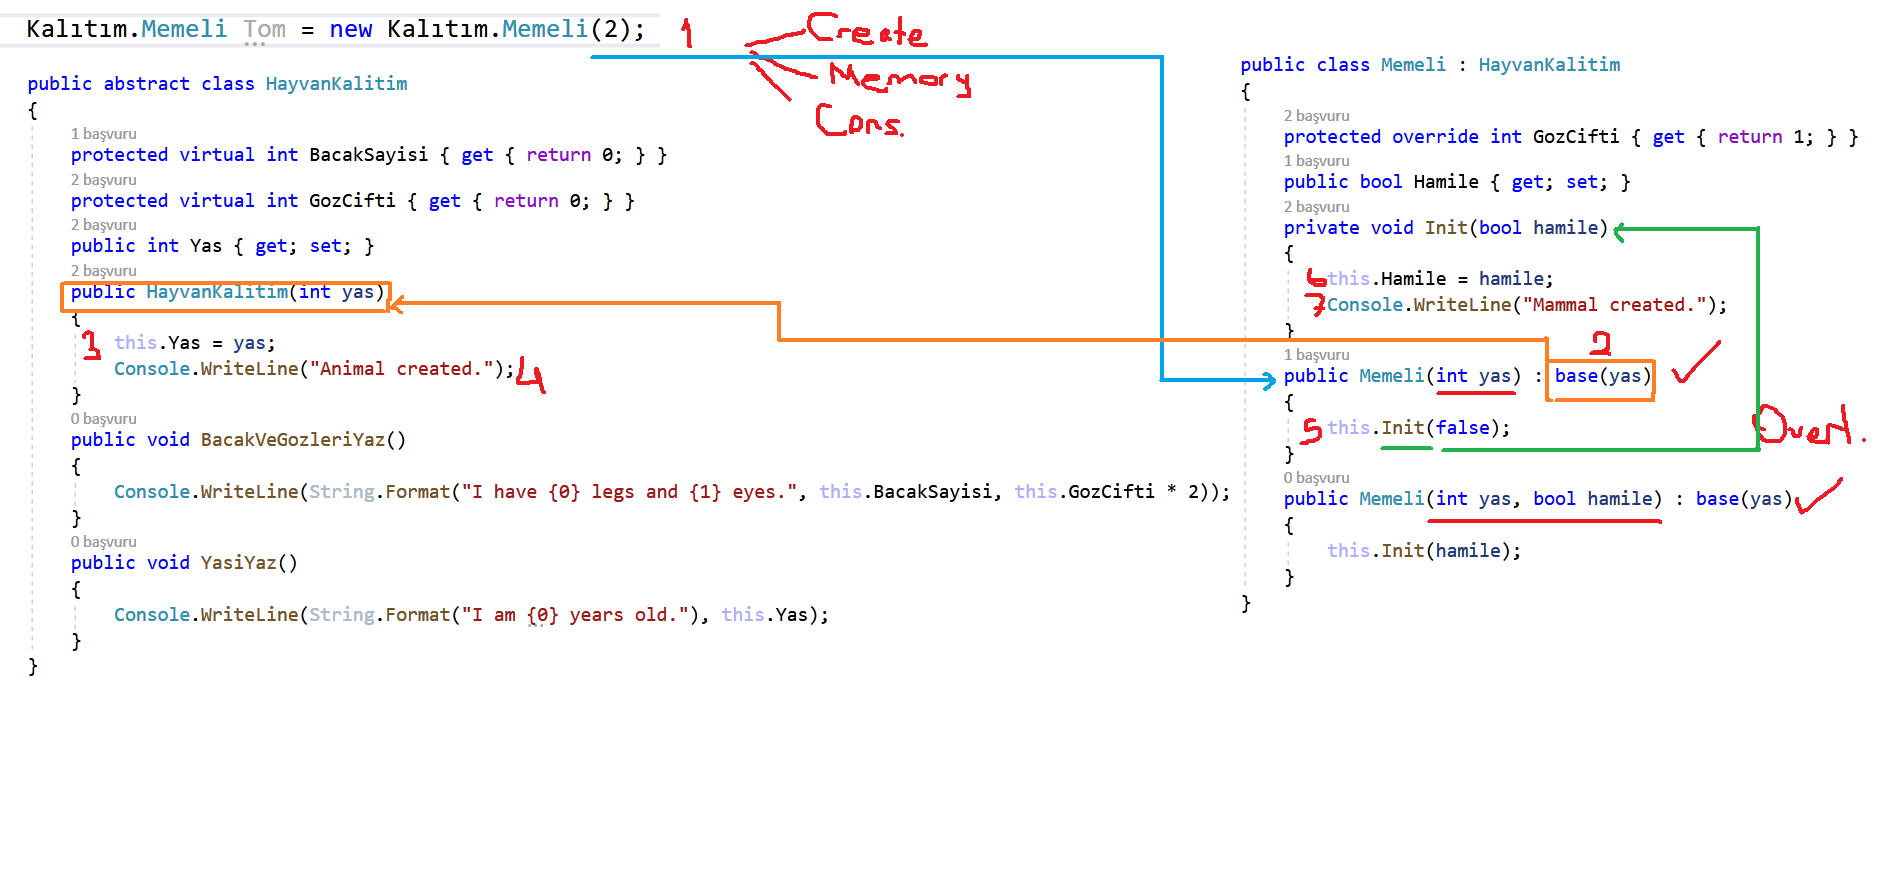 Kalıtım.Memeli Tom = new Kalıtım.Memeli(2);
1
Create
Memory
Cons.
public abstract class HayvanKalitim
{
1 başvuru
protected virtual int BacakSayisi { get { return 0; } }
2 başvuru
protected virtual int GozCifti { get { return 0; } }
2 başvuru
public int Yas { get; set; }
2 başvuru
public HayvanKalitim(int yas)
{
3 this.Yas = yas;
Console.WriteLine("Animal created."); 4
}
0 başvuru
public void BacakVeGozleriYaz()
{
Console.WriteLine(String.Format("I have {0} legs and {1} eyes.", this.BacakSayisi, this.GozCifti * 2));
}
0 başvuru
public void YasiYaz()
{
Console.WriteLine(String.Format("I am {0} years old."), this.Yas);
}
}
public class Memeli : HayvanKalitim
{
2 başvuru
protected override int GozCifti { get { return 1; } }
1 başvuru
public bool Hamile { get; set; }
2 başvuru
private void Init(bool hamile)
{
6 this.Hamile = hamile;
7 Console.WriteLine("Mammal created.");
}
2
1 başvuru
public Memeli(int yas) : base(yas)
{
5 this.Init(false);
}
Overl.
0 başvuru
public Memeli(int yas, bool hamile) : base(yas)
{
this.Init(hamile);
}
}